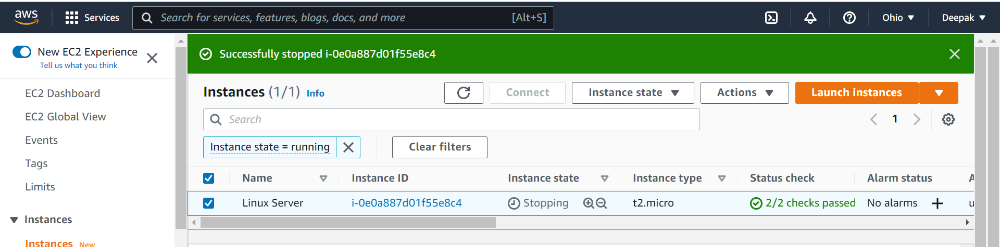 aws Services Search for services, features, blogs, docs, and more [Alt+S] Ohio Deepak
New EC2 Experience
Tell us what you think
EC2 Dashboard
EC2 Global View
Events
Tags
Limits
Instances
Instances New
Successfully stopped i-0e0a887d01f55e8c4
Instances (1/1) Info Connect Instance state Actions Launch instances
Search 1
Instance state = running Clear filters
Name Instance ID Instance state Instance type Status check Alarm status
Linux Server i-0e0a887d01f55e8c4 Stopping t2.micro 2/2 checks passed No alarms